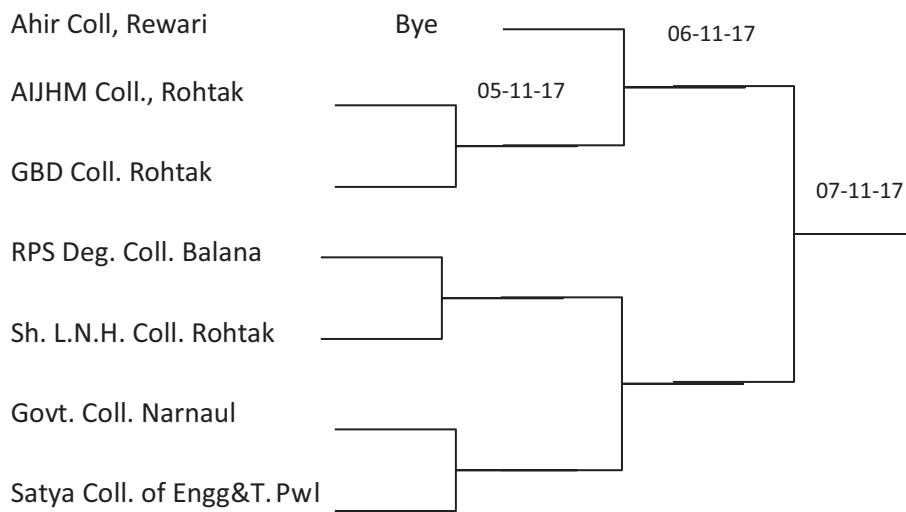 Ahir Coll, Rewari Bye
06-11-17
AIJHM Coll., Rohtak
05-11-17
GBD Coll. Rohtak
07-11-17
RPS Deg. Coll. Balana
Sh. L.N.H. Coll. Rohtak
Govt. Coll. Narnaul
Satya Coll. of Engg&T. Pwl